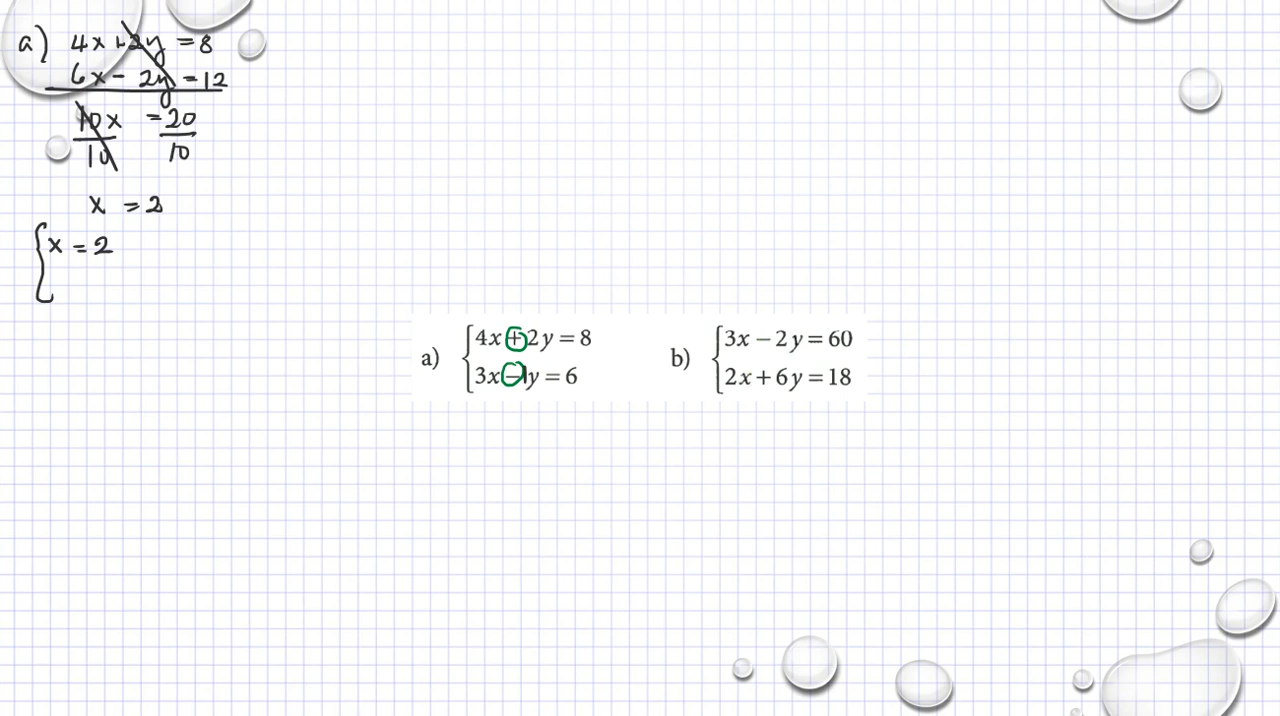 a) 4x + 2y = 8
6x - 2y = 12
10x = 20
10 10
x = 2
{ x = 2
a) { 4x + 2y = 8
3x - 1y = 6
b) { 3x - 2y = 60
2x + 6y = 18